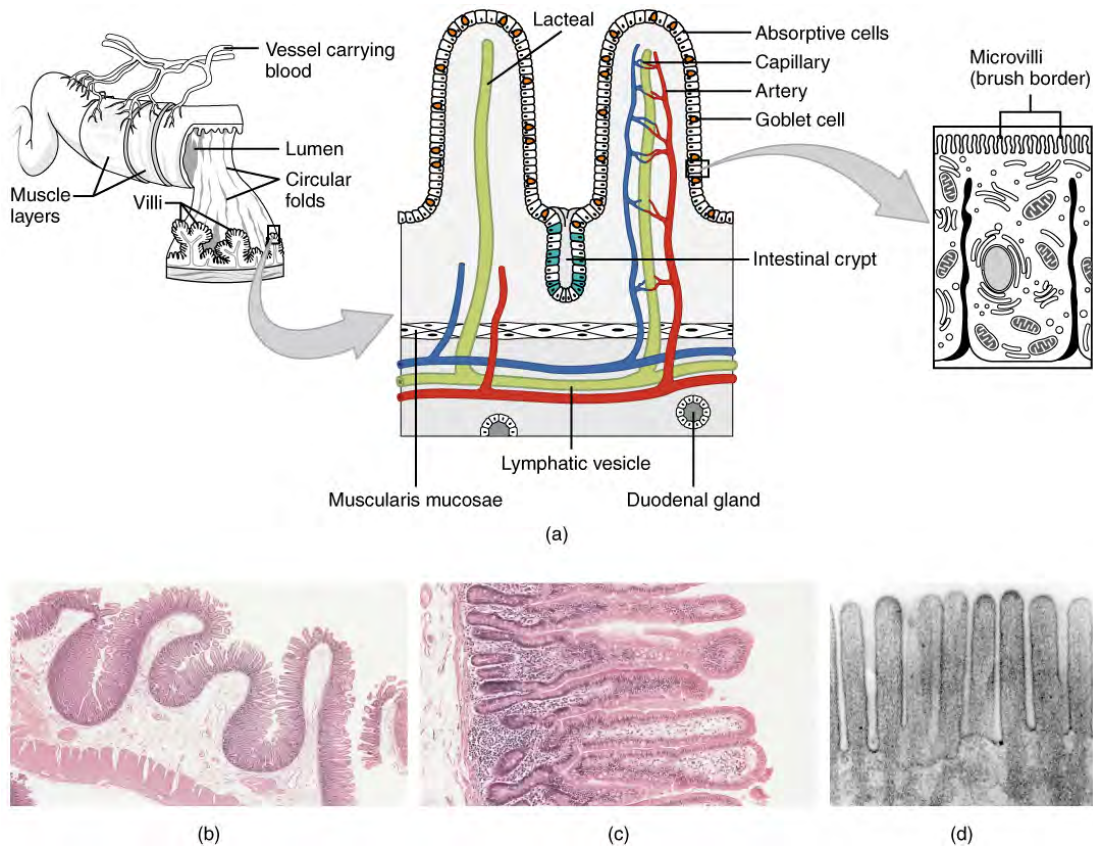 Vessel carrying
blood
Lumen
Circular
folds
Muscle
layers
Villi
Lacteal
Absorptive cells
Capillary
Artery
Goblet cell
Intestinal crypt
Lymphatic vesicle
Muscularis mucosae
Duodenal gland
Microvilli
(brush border)
(a)
(b)
(c)
(d)